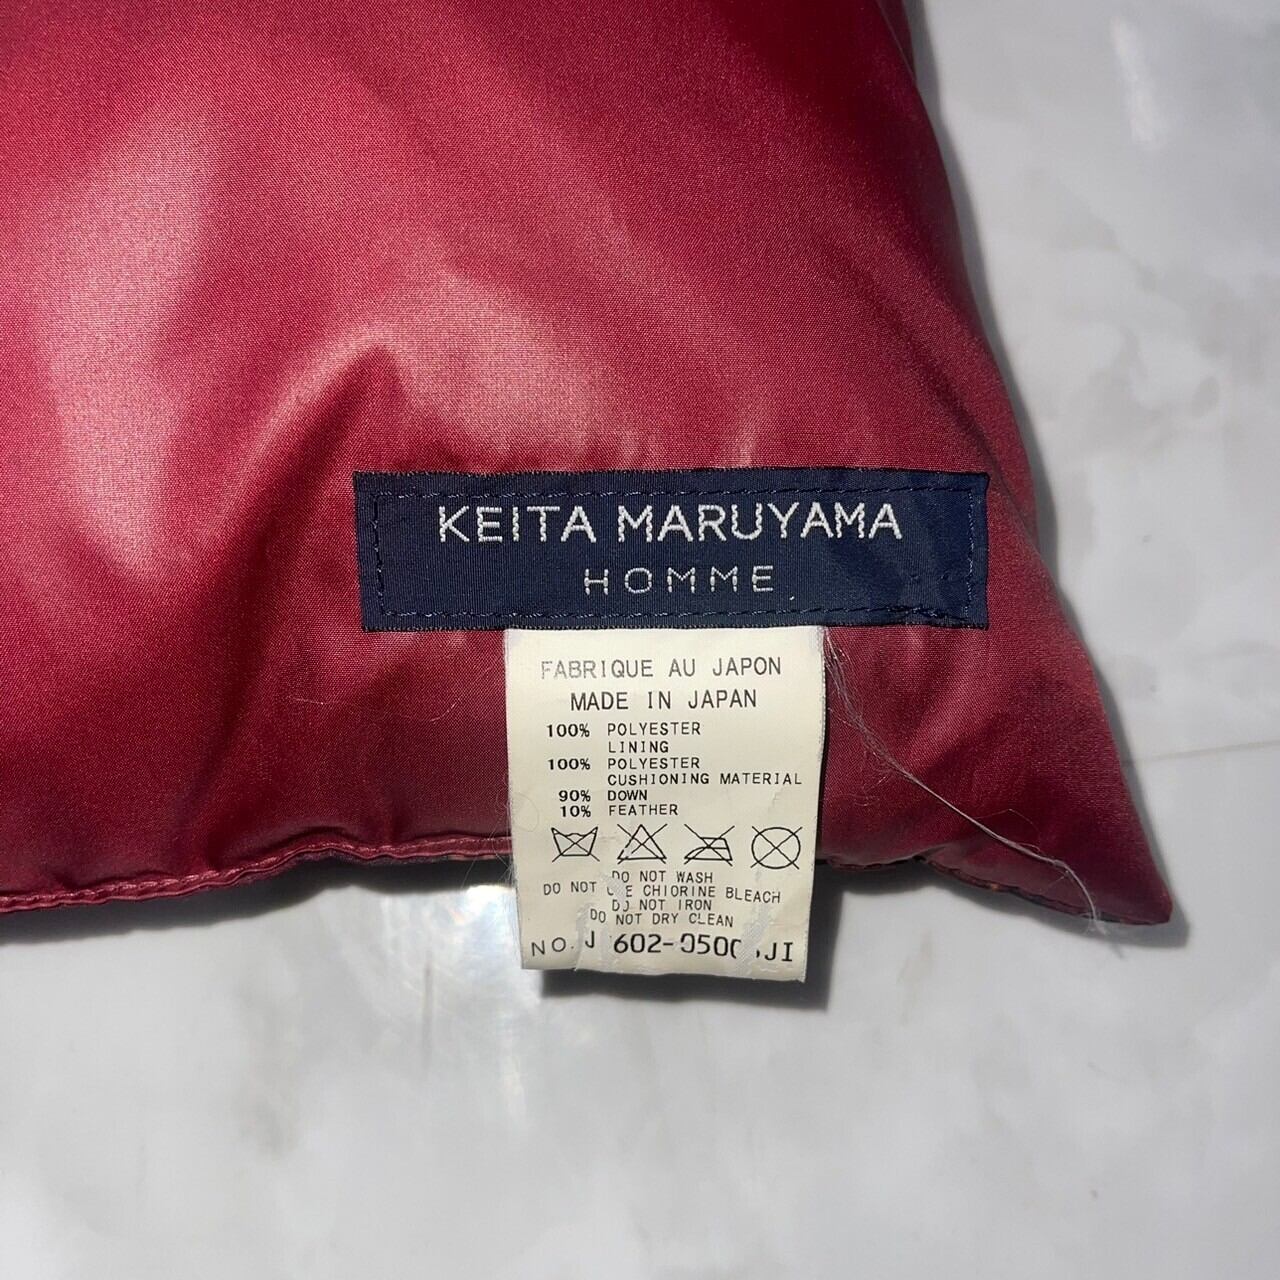 KEITA MARUYAMA
HOMME
FABRIQUE AU JAPON
MADE IN JAPAN
100% POLYESTER
LINING
100% POLYESTER
CUSHIONING MATERIAL
90% DOWN
10% FEATHER
DO NOT WASH
DO NOT USE CHIORINE BLEACH
DO NOT IRON
DO NOT DRY CLEAN
NO.